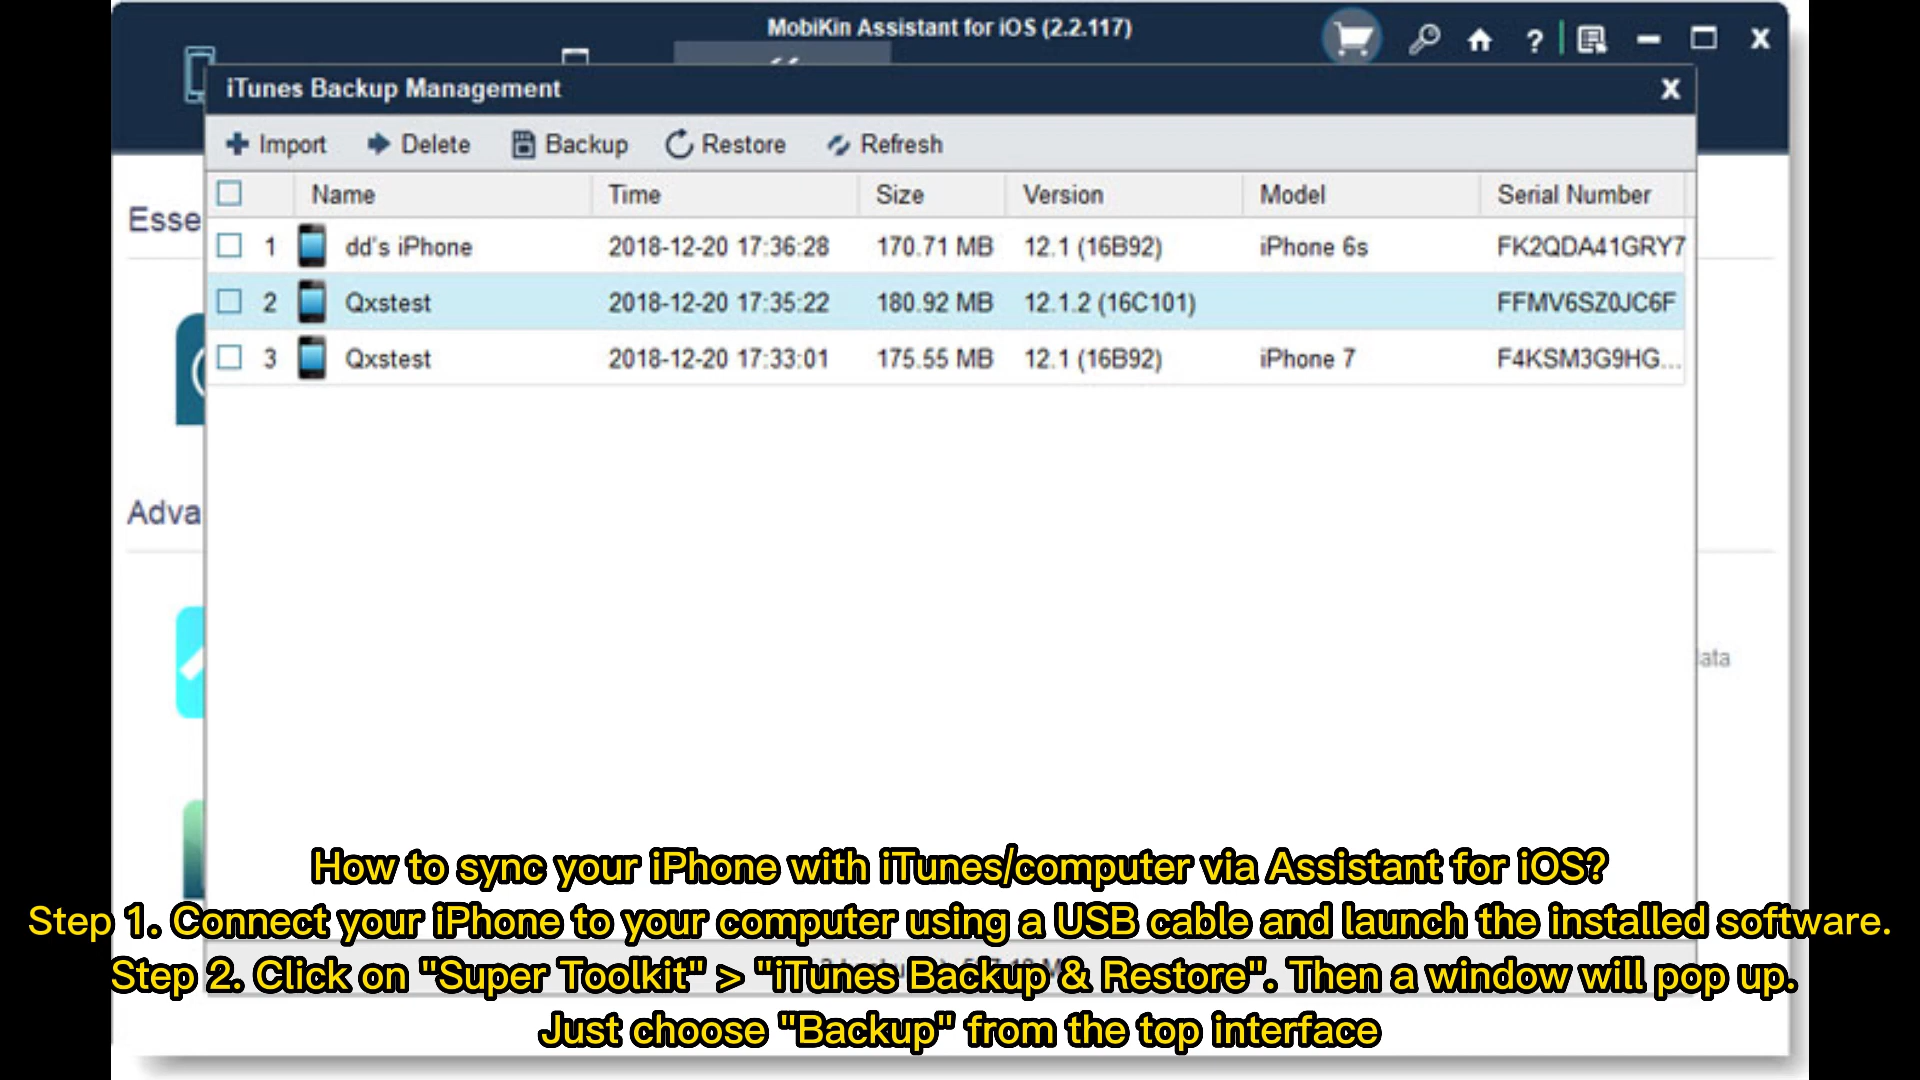 MobiKin Assistant for iOS (2.2.117)
iTunes Backup Management
Import Delete Backup Restore Refresh
Name Time Size Version Model Serial Number
1 dd's iPhone 2018-12-20 17:36:28 170.71 MB 12.1 (16B92) iPhone 6s FK2QDA41GRY7
2 Qxstest 2018-12-20 17:35:22 180.92 MB 12.1.2 (16C101) FFMV6SZ0JC6F
3 Qxstest 2018-12-20 17:33:01 175.55 MB 12.1 (16B92) iPhone 7 F4KSM3G9HG...
Esse
Adva
ata
How to sync your iPhone with iTunes/computer via Assistant for iOS?
Step 1. Connect your iPhone to your computer using a USB cable and launch the installed software.
Step 2. Click on "Super Toolkit" > "iTunes Backup & Restore". Then a window will pop up.
Just choose "Backup" from the top interface